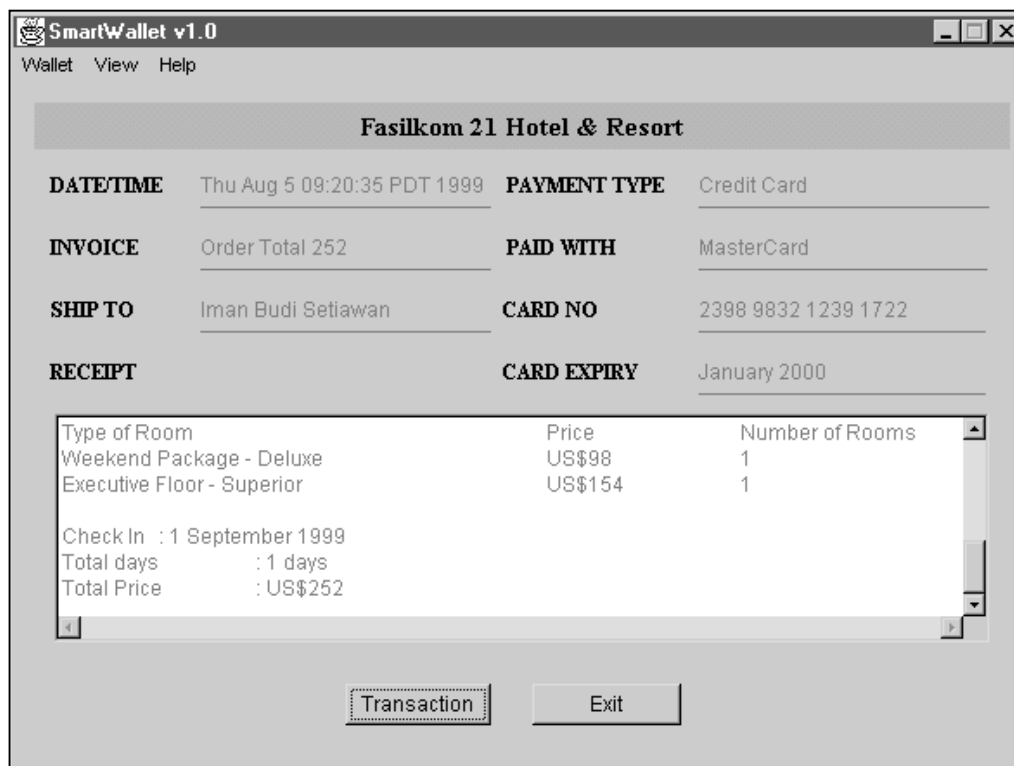 SmartWallet v1.0
Wallet View Help
Fasilkom 21 Hotel & Resort
DATE/TIME Thu Aug 5 09:20:35 PDT 1999 PAYMENT TYPE Credit Card
INVOICE Order Total 252 PAID WITH MasterCard
SHIP TO Iman Budi Setiawan CARD NO 2398 9832 1239 1722
RECEIPT CARD EXPIRY January 2000
Type of Room Price Number of Rooms
Weekend Package - Deluxe US$98 1
Executive Floor - Superior US$154 1
Check In : 1 September 1999
Total days : 1 days
Total Price : US$252
Transaction Exit